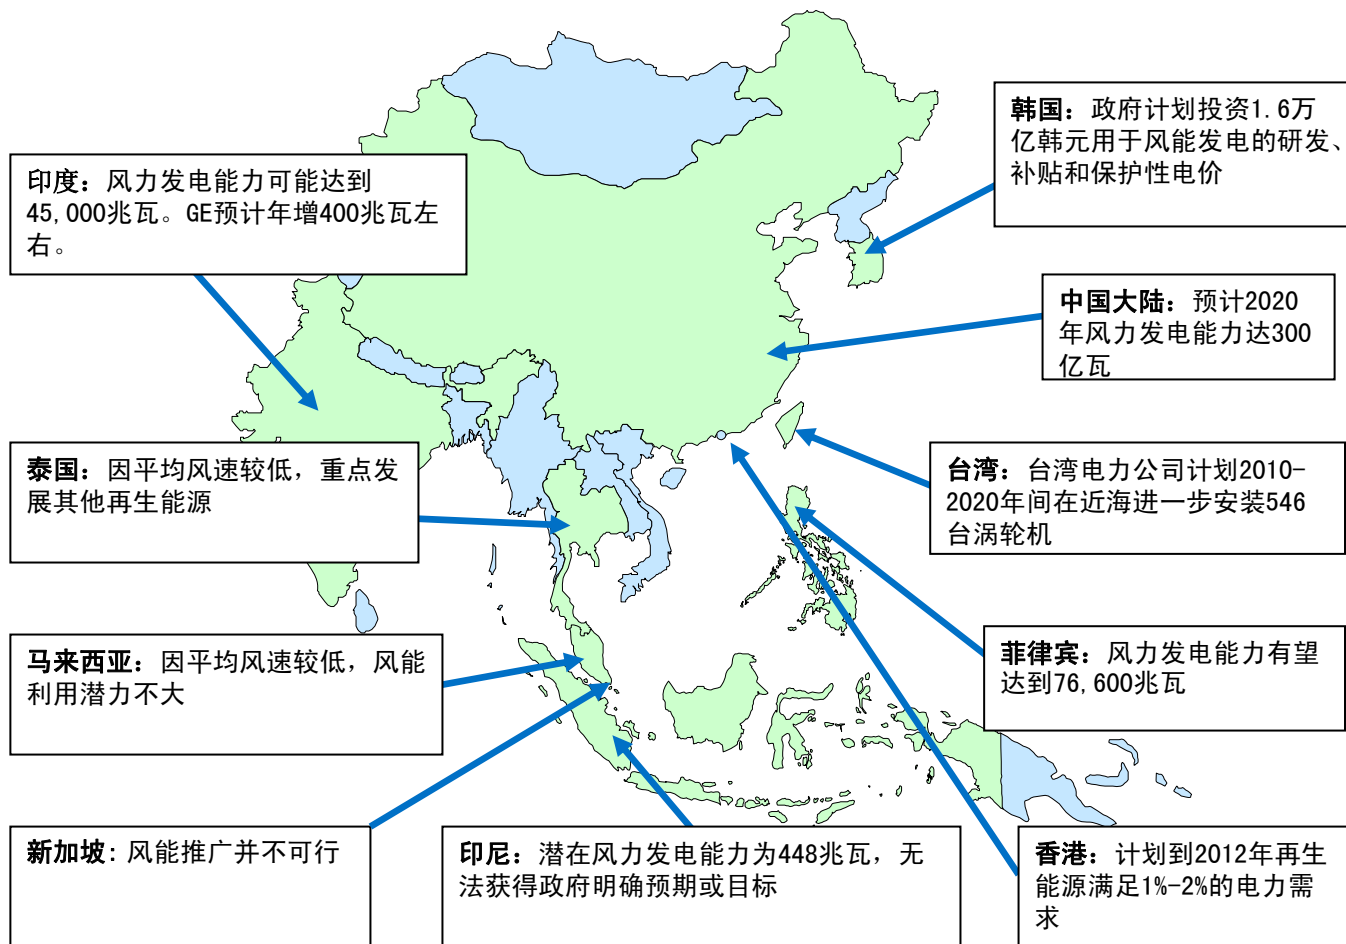 韩国：政府计划投资1.6万
亿韩元用于风能发电的研发、
补贴和保护性电价
印度：风力发电能力可能达到
45,000兆瓦。GE预计年增400兆瓦左
右。
中国大陆：预计2020
年风力发电能力达300
亿瓦
泰国：因平均风速较低，重点发
展其他再生能源
台湾：台湾电力公司计划2010-
2020年间在近海进一步安装546
台涡轮机
马来西亚：因平均风速较低，风能
利用潜力不大
菲律宾：风力发电能力有望
达到76,600兆瓦
新加坡：风能推广并不可行
印尼：潜在风力发电能力为448兆瓦，无
法获得政府明确预期或目标
香港：计划到2012年再生
能源满足1%-2%的电力需
求